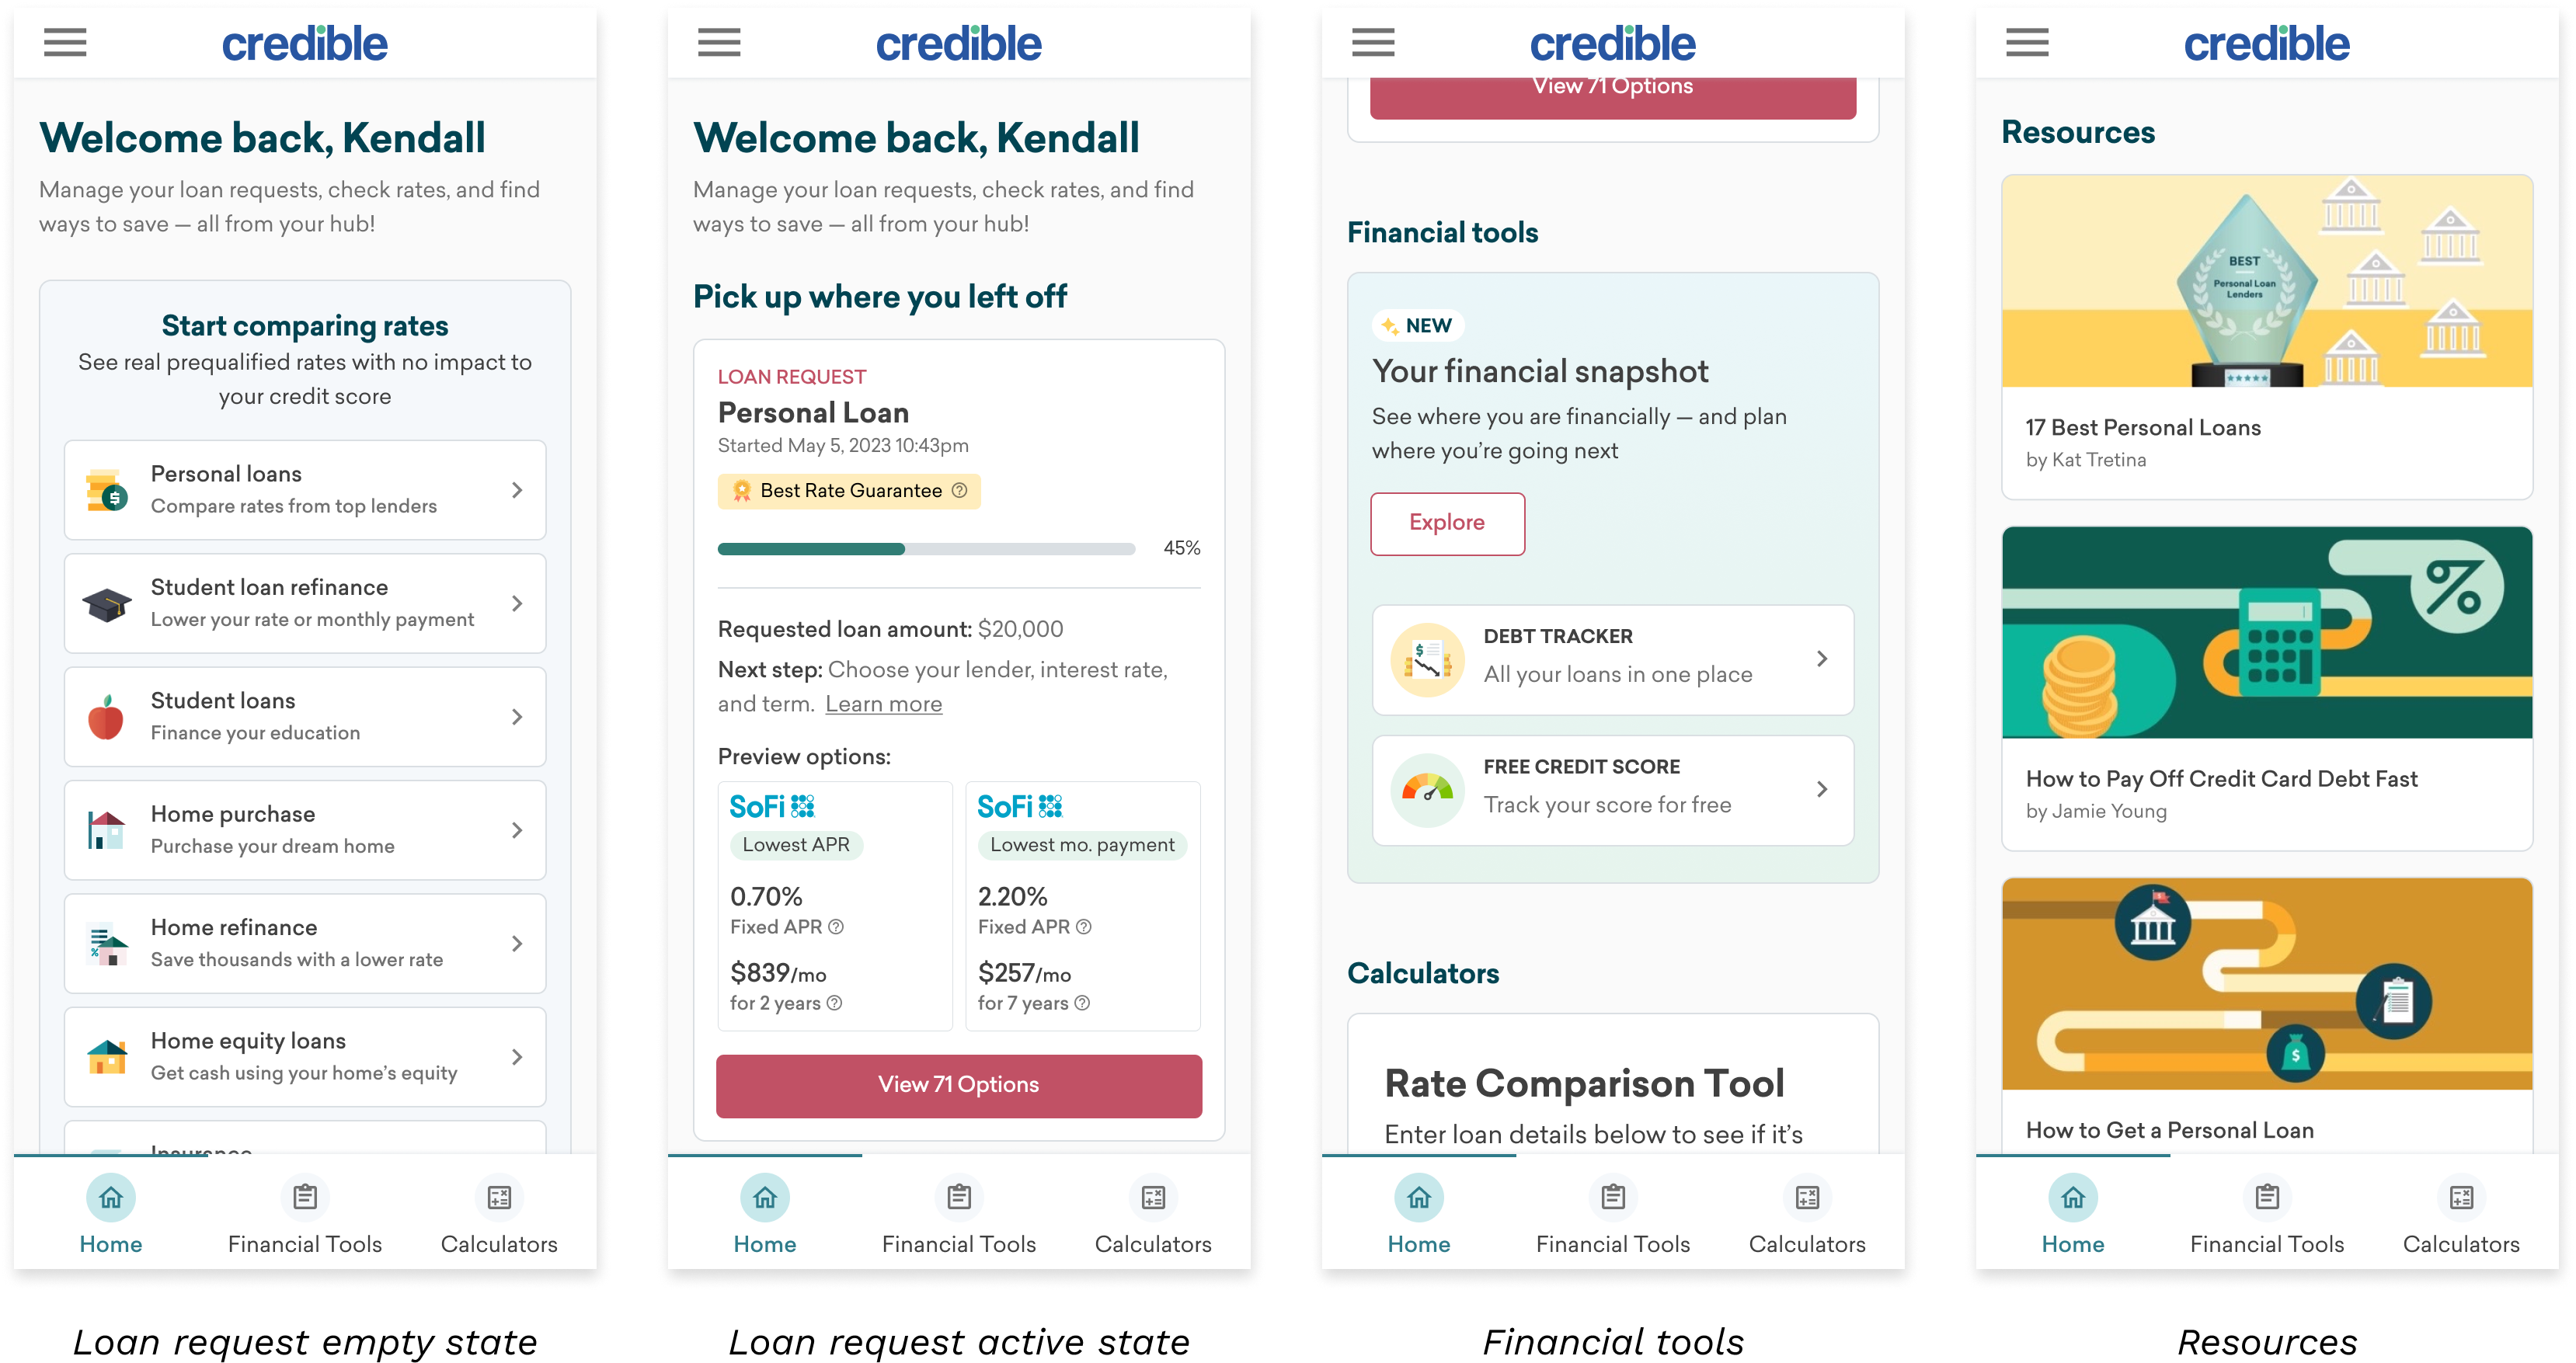 credible
Welcome back, Kendall
Manage your loan requests, check rates, and find
ways to save — all from your hub!
Start comparing rates
See real prequalified rates with no impact to
your credit score
Personal loans
Compare rates from top lenders
Student loan refinance
Lower your rate or monthly payment
Student loans
Finance your education
Home purchase
Purchase your dream home
Home refinance
Save thousands with a lower rate
Home equity loans
Get cash using your home's equity
Insurance
Home
Financial Tools
Calculators
Loan request empty state
credible
Welcome back, Kendall
Manage your loan requests, check rates, and find
ways to save — all from your hub!
Pick up where you left off
LOAN REQUEST
Personal Loan
Started May 5, 2023 10:43pm
Best Rate Guarantee
45%
Requested loan amount: $20,000
Next step: Choose your lender, interest rate,
and term. Learn more
Preview options:
SoFi
Lowest APR
0.70%
Fixed APR
$839/mo
for 2 years
SoFi
Lowest mo. payment
2.20%
Fixed APR
$257/mo
for 7 years
View 71 Options
Home
Financial Tools
Calculators
Loan request active state
credible
View 71 Options
Financial tools
NEW
Your financial snapshot
See where you are financially — and plan
where you're going next
Explore
DEBT TRACKER
All your loans in one place
FREE CREDIT SCORE
Track your score for free
Calculators
Rate Comparison Tool
Enter loan details below to see if it's
Home
Financial Tools
Calculators
Financial tools
credible
Resources
BEST
Personal Loan
Lenders
17 Best Personal Loans
by Kat Tretina
How to Pay Off Credit Card Debt Fast
by Jamie Young
How to Get a Personal Loan
Home
Financial Tools
Calculators
Resources